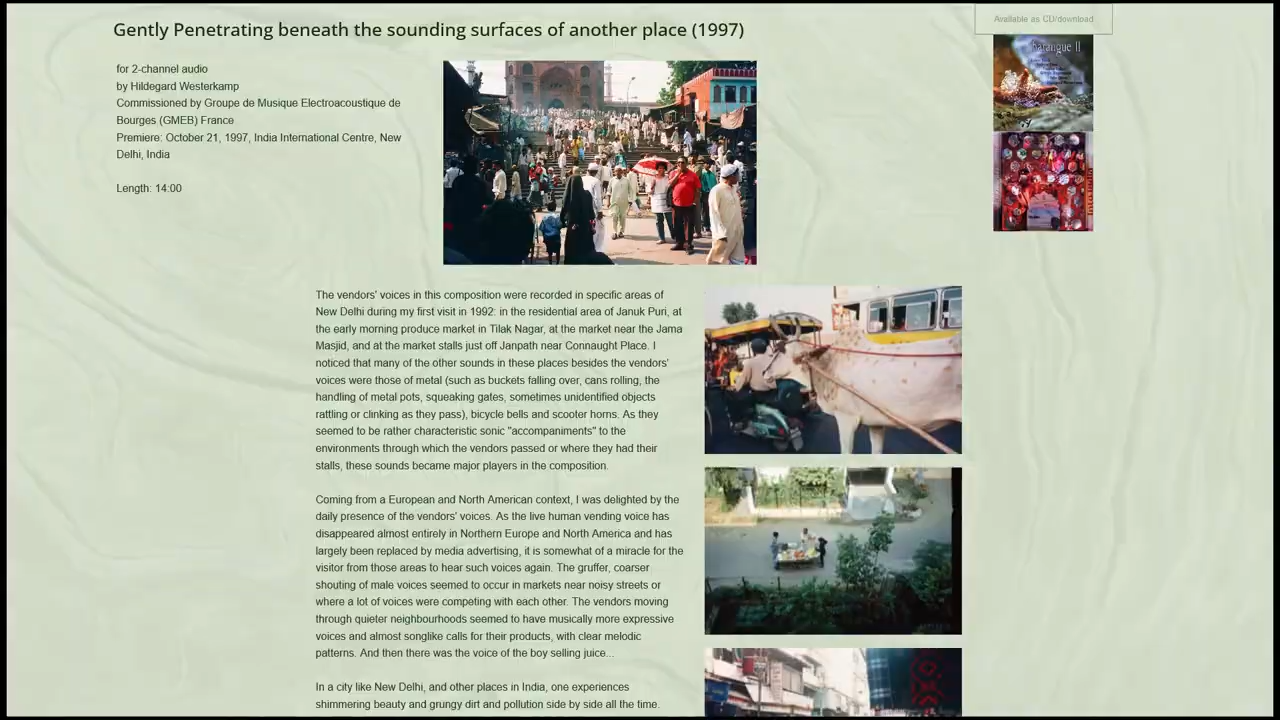 Gently Penetrating beneath the sounding surfaces of another place (1997)
for 2-channel audio
by Hildegard Westerkamp
Commissioned by Groupe de Musique Electroacoustique de
Bourges (GMEB) France
Premiere: October 21, 1997, India International Centre, New
Delhi, India
Length: 14:00
Available as CD/download
Harangue II
The vendors' voices in this composition were recorded in specific areas of
New Delhi during my first visit in 1992: in the residential area of Januk Puri, at
the early morning produce market in Tilak Nagar, at the market near the Jama
Masjid, and at the market stalls just off Janpath near Connaught Place. I
noticed that many of the other sounds in these places besides the vendors'
voices were those of metal (such as buckets falling over, cans rolling, the
handling of metal pots, squeaking gates, sometimes unidentified objects
rattling or clinking as they pass), bicycle bells and scooter horns. As they
seemed to be rather characteristic sonic "accompaniments" to the
environments through which the vendors passed or where they had their
stalls, these sounds became major players in the composition.
Coming from a European and North American context, I was delighted by the
daily presence of the vendors' voices. As the live human vending voice has
disappeared almost entirely in Northern Europe and North America and has
largely been replaced by media advertising, it is somewhat of a miracle for the
visitor from those areas to hear such voices again. The gruffer, coarser
shouting of male voices seemed to occur in markets near noisy streets or
where a lot of voices were competing with each other. The vendors moving
through quieter neighbourhoods seemed to have musically more expressive
voices and almost songlike calls for their products, with clear melodic
patterns. And then there was the voice of the boy selling juice...
In a city like New Delhi, and other places in India, one experiences
shimmering beauty and grungy dirt and pollution side by side all the time.